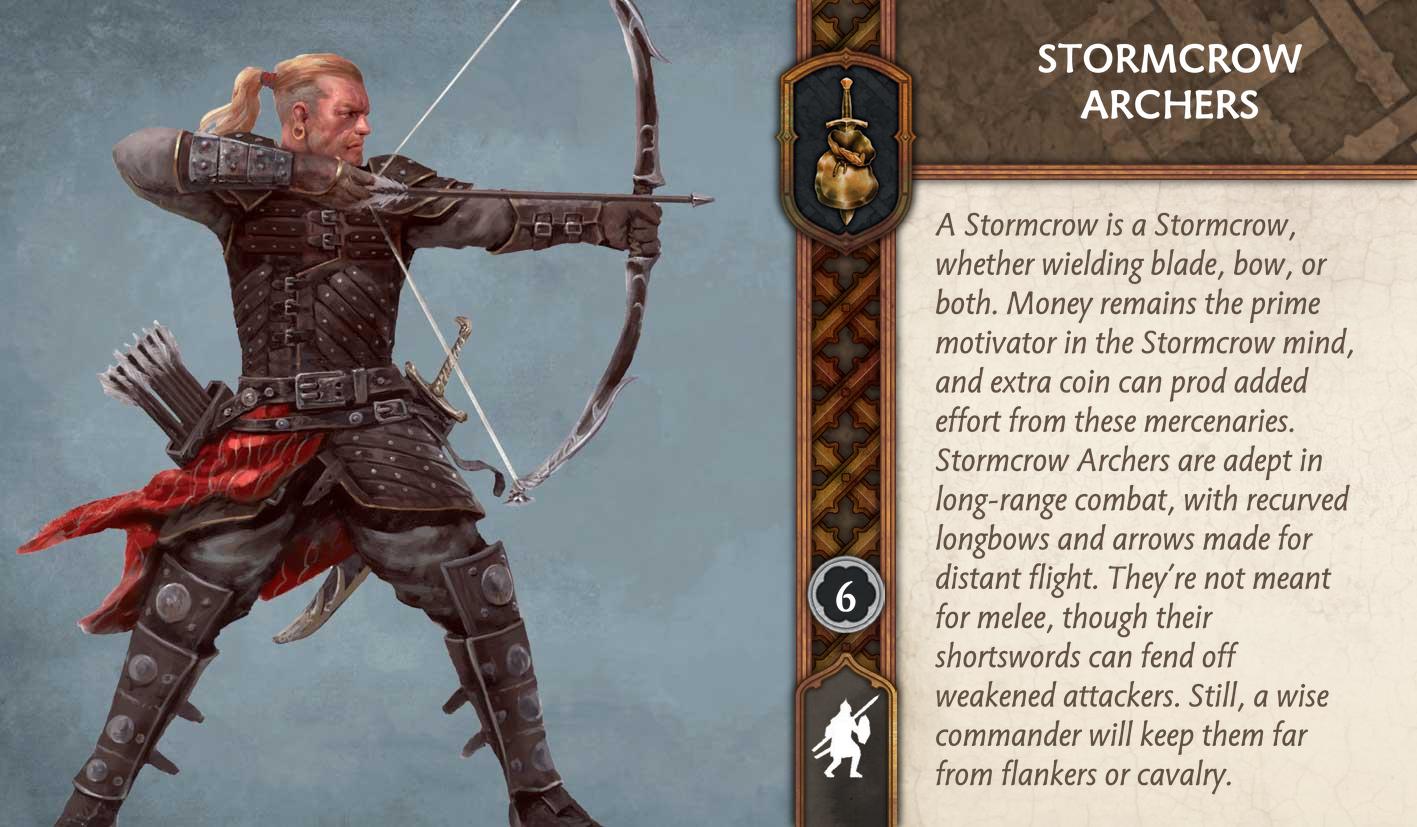 STORMCROW
ARCHERS
A Stormcrow is a Stormcrow,
whether wielding blade, bow, or
both. Money remains the prime
motivator in the Stormcrow mind,
and extra coin can prod added
effort from these mercenaries.
Stormcrow Archers are adept in
long-range combat, with recurved
longbows and arrows made for
distant flight. They’re not meant
for melee, though their
shortswords can fend off
weakened attackers. Still, a wise
commander will keep them far
from flankers or cavalry.
6